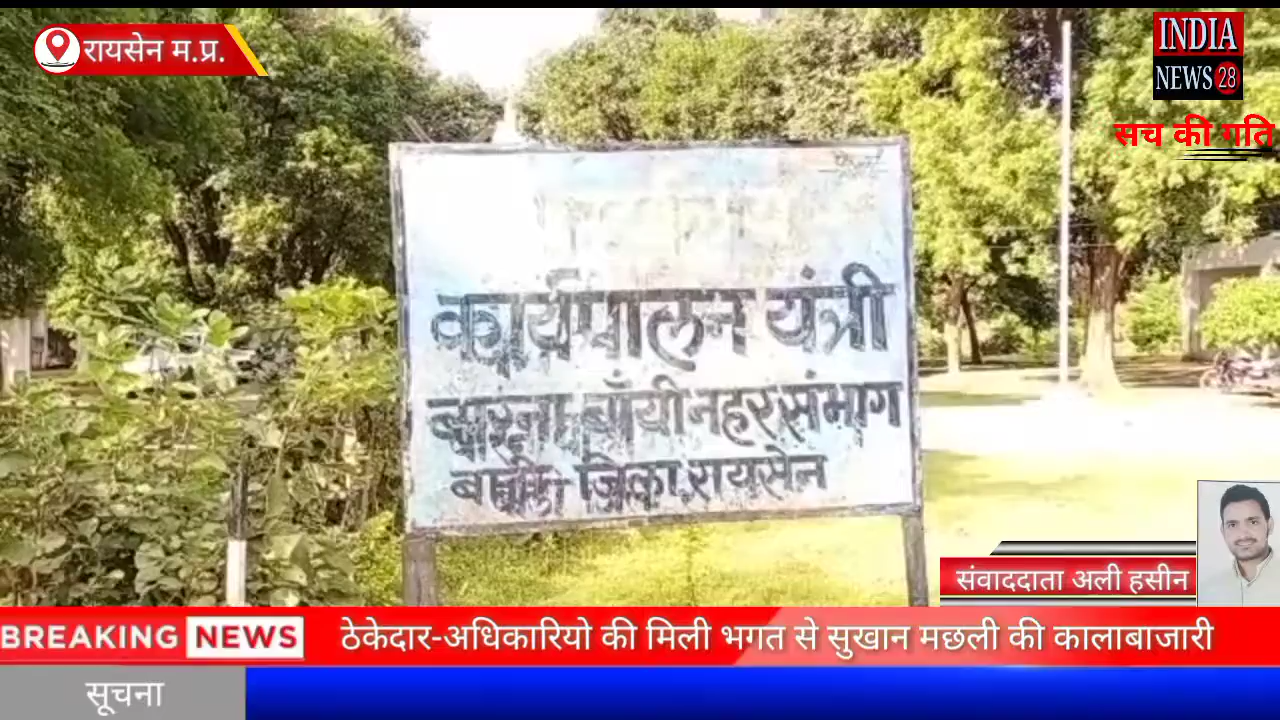 रायसेन म.प्र.
INDIA
NEWS 28
सच की गति
कार्यपालन यंत्री
बारना बाँयी नहर संभाग
जिला रायसेन
संवाददाता अली हसीन
BREAKING NEWS
ठेकेदार-अधिकारियो की मिली भगत से सुखान मछली की कालाबाजारी
सूचना